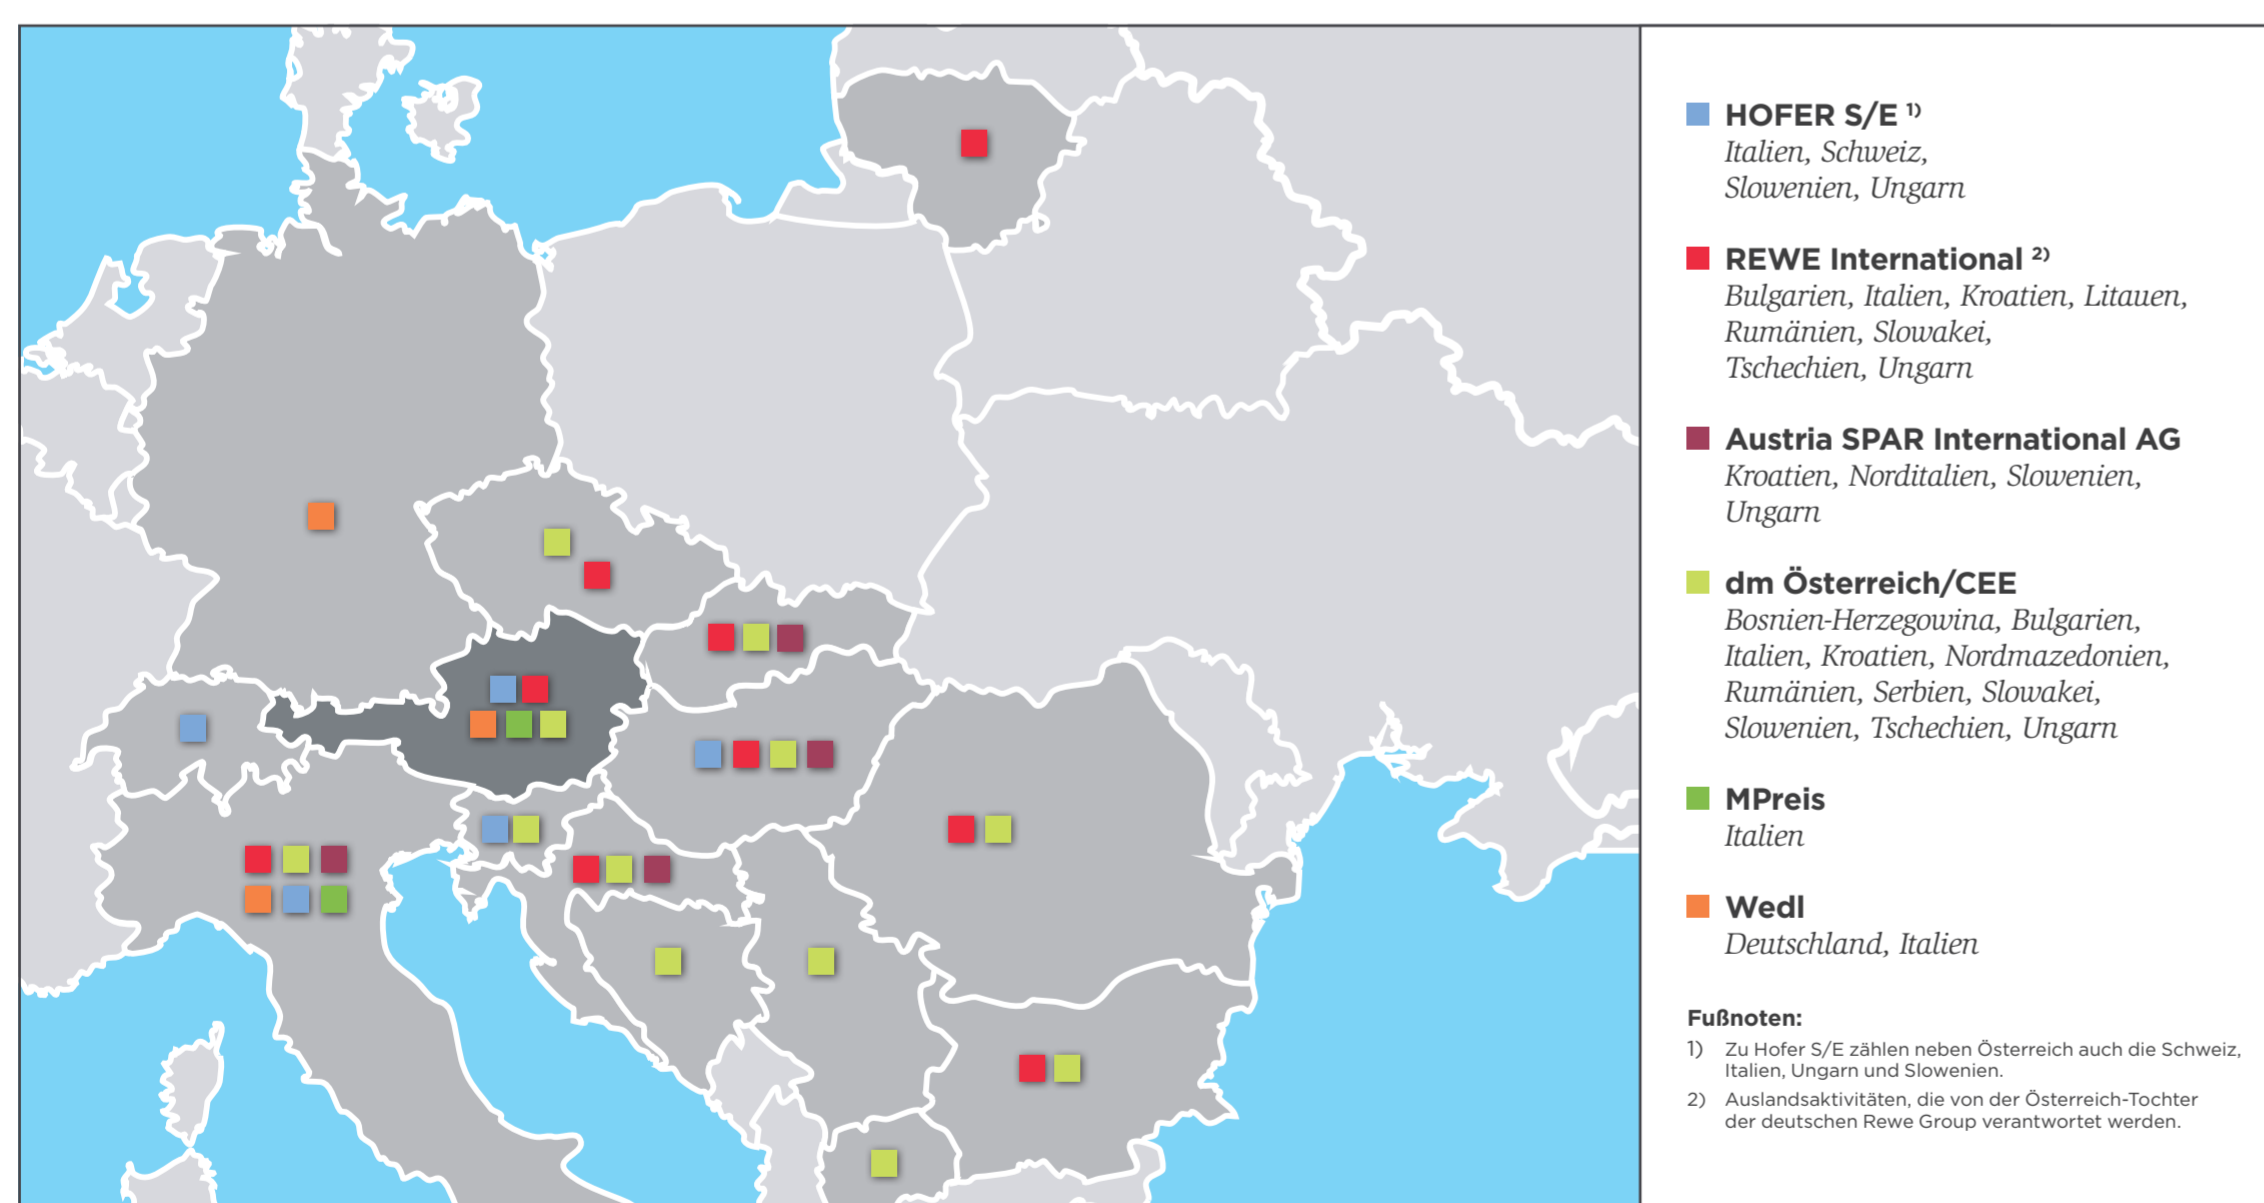 HOFER S/E ¹⁾
Italien, Schweiz,
Slowenien, Ungarn
REWE International ²⁾
Bulgarien, Italien, Kroatien, Litauen,
Rumänien, Slowakei,
Tschechien, Ungarn
Austria SPAR International AG
Kroatien, Norditalien, Slowenien,
Ungarn
dm Österreich/CEE
Bosnien-Herzegowina, Bulgarien,
Italien, Kroatien, Nordmazedonien,
Rumänien, Serbien, Slowakei,
Slowenien, Tschechien, Ungarn
MPreis
Italien
Wedl
Deutschland, Italien
Fußnoten:
1) Zu Hofer S/E zählen neben Österreich auch die Schweiz,
Italien, Ungarn und Slowenien.
2) Auslandsaktivitäten, die von der Österreich-Tochter
der deutschen Rewe Group verantwortet werden.